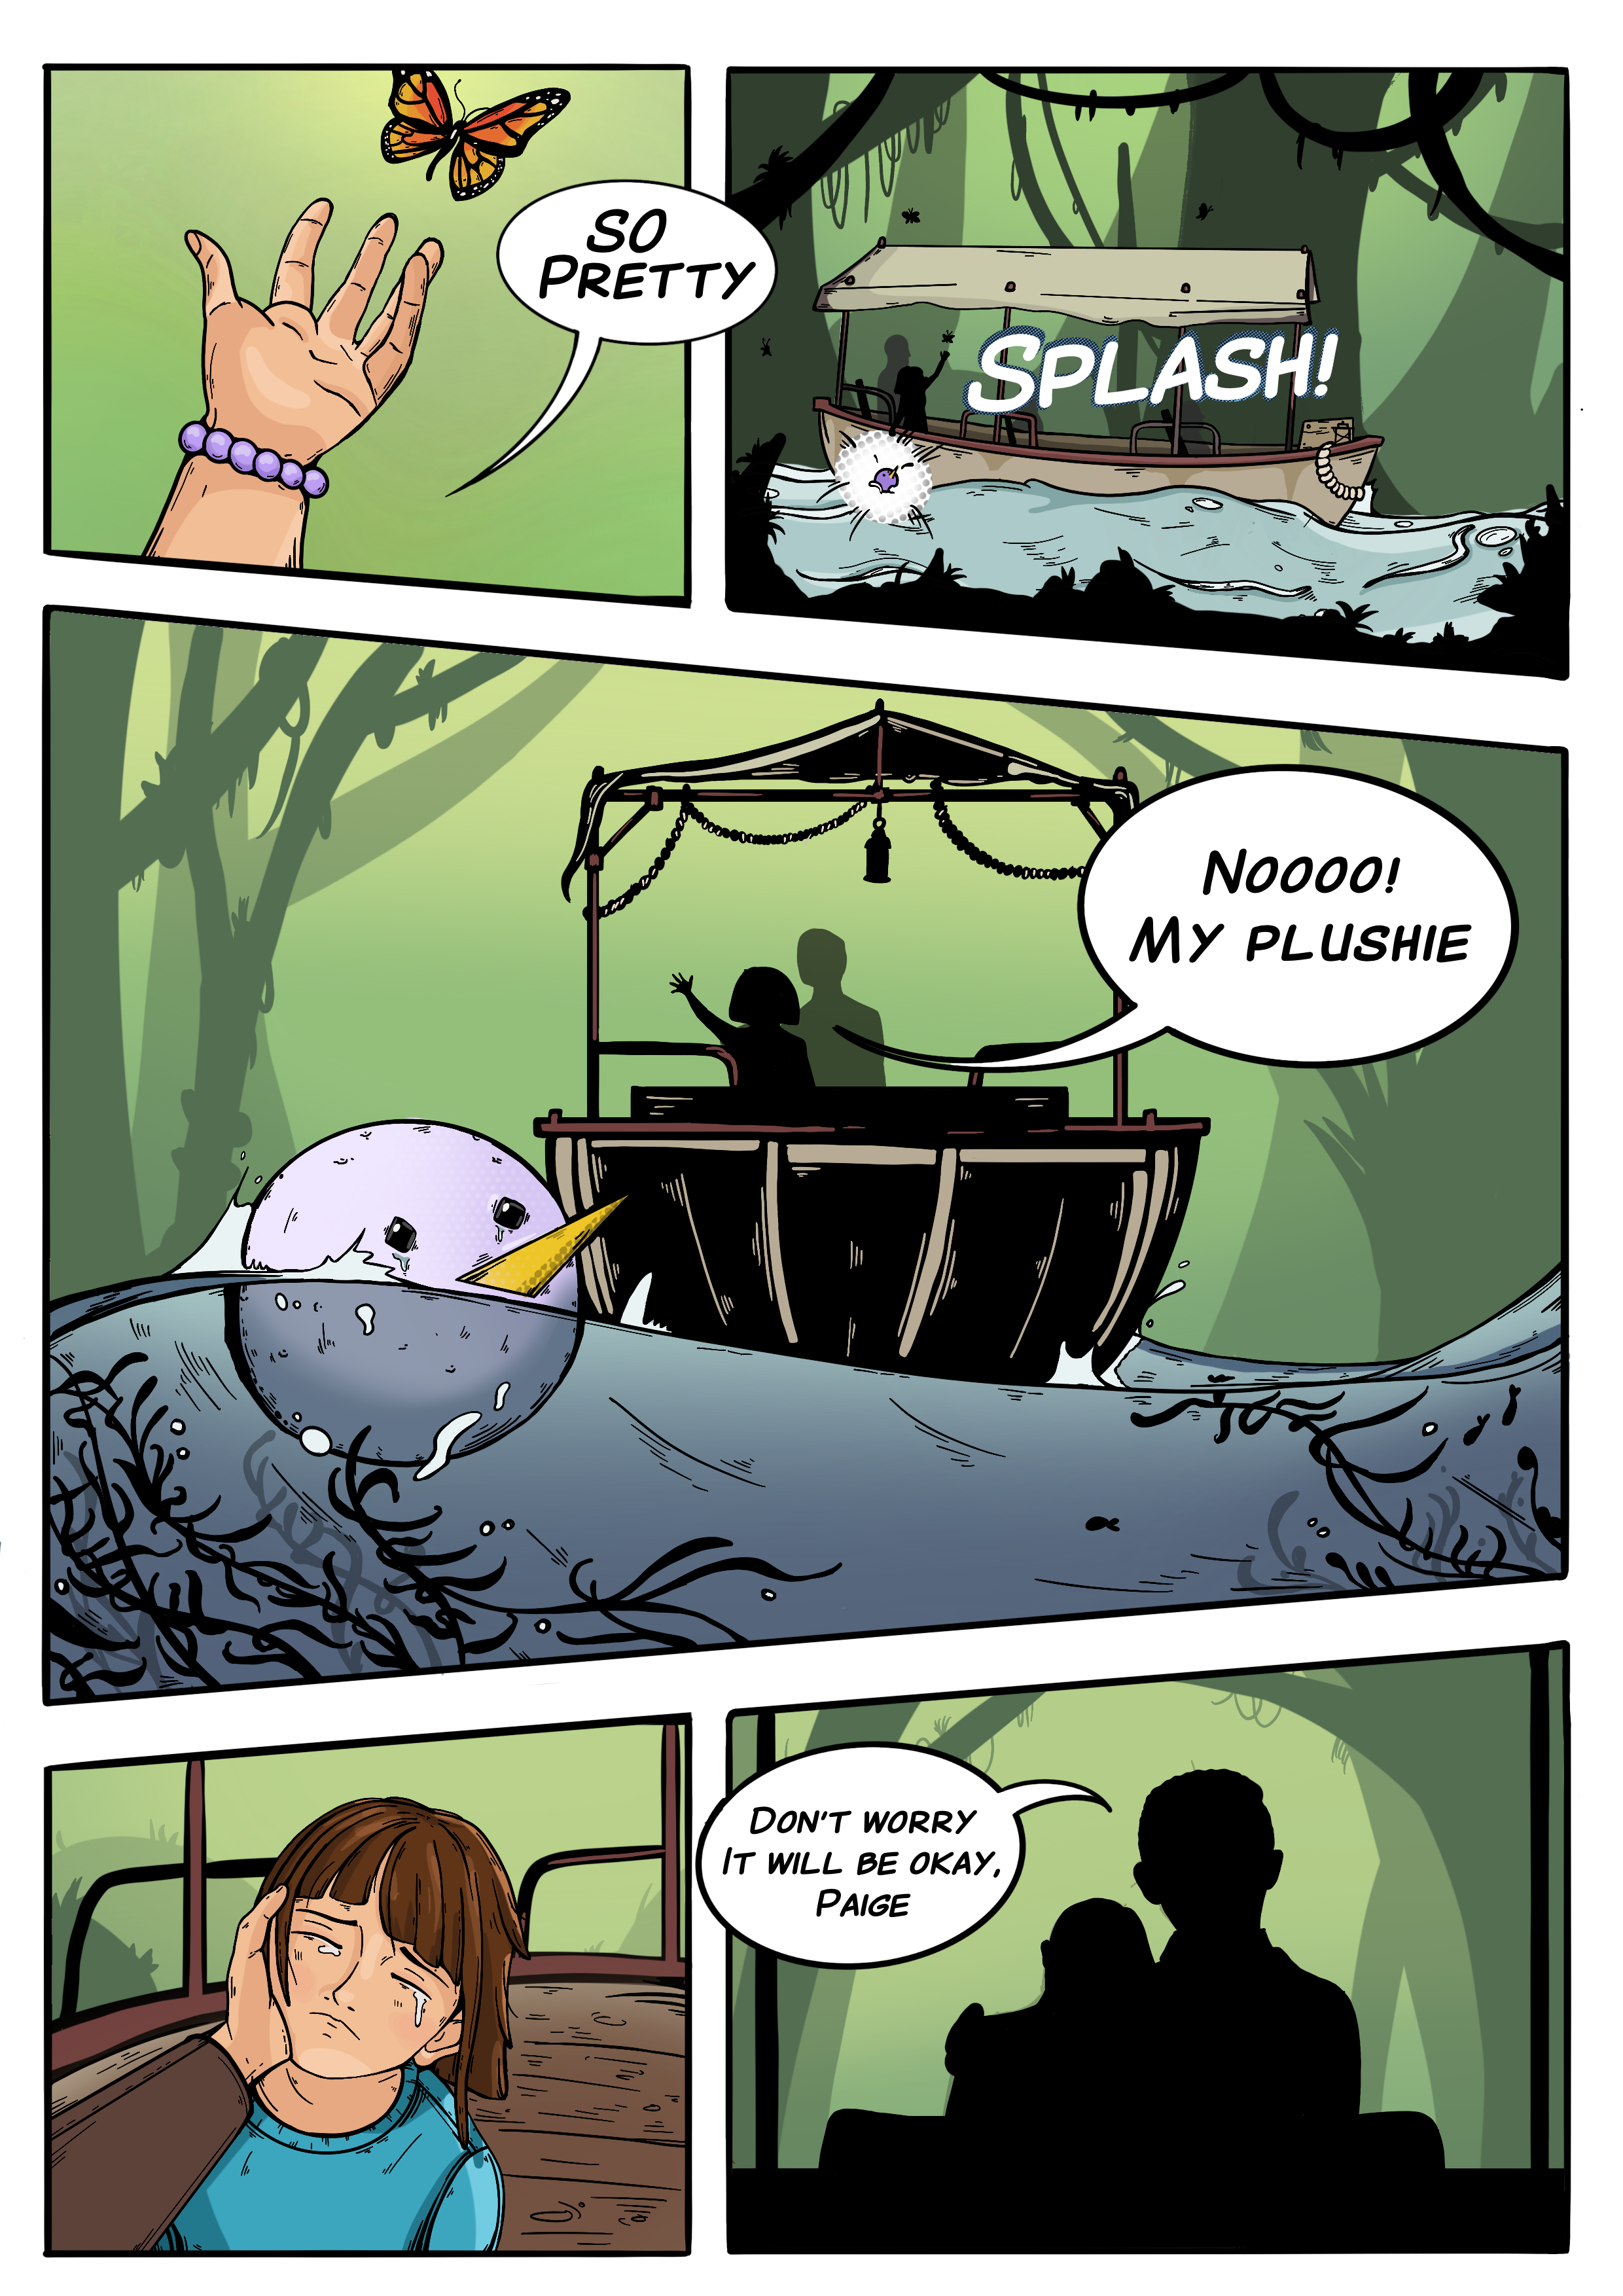 SO
PRETTY
SPLASH!
NOOOO!
MY PLUSHIE
DON'T WORRY
IT WILL BE OKAY,
PAIGE